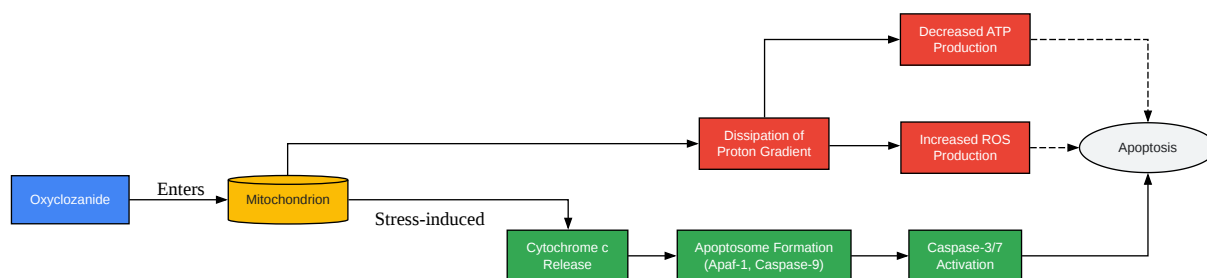 Decreased ATP
Production
Dissipation of
Proton Gradient
Increased ROS
Production
Apoptosis
Oxyclozanide
Enters
Mitochondrion
Stress-induced
Cytochrome c
Release
Apoptosome Formation
(Apaf-1, Caspase-9)
Caspase-3/7
Activation